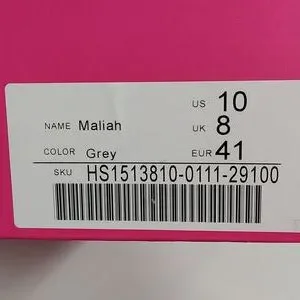 US 10
NAME Maliah
UK 8
COLOR Grey
EUR 41
SKU HS1513810-0111-29100